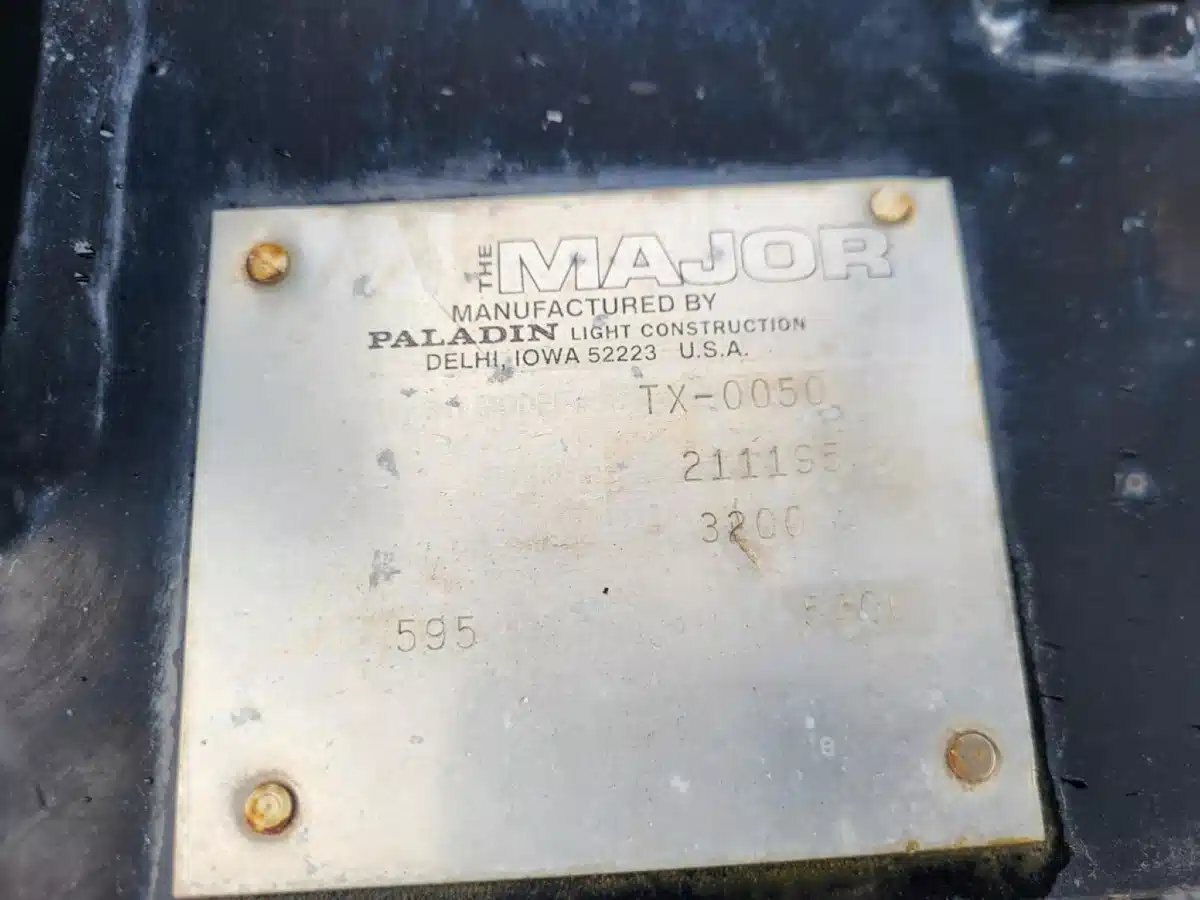 THE MAJOR
MANUFACTURED BY
PALADIN LIGHT CONSTRUCTION
DELHI, IOWA 52223 U.S.A.
TX-0050
211195
3200
595